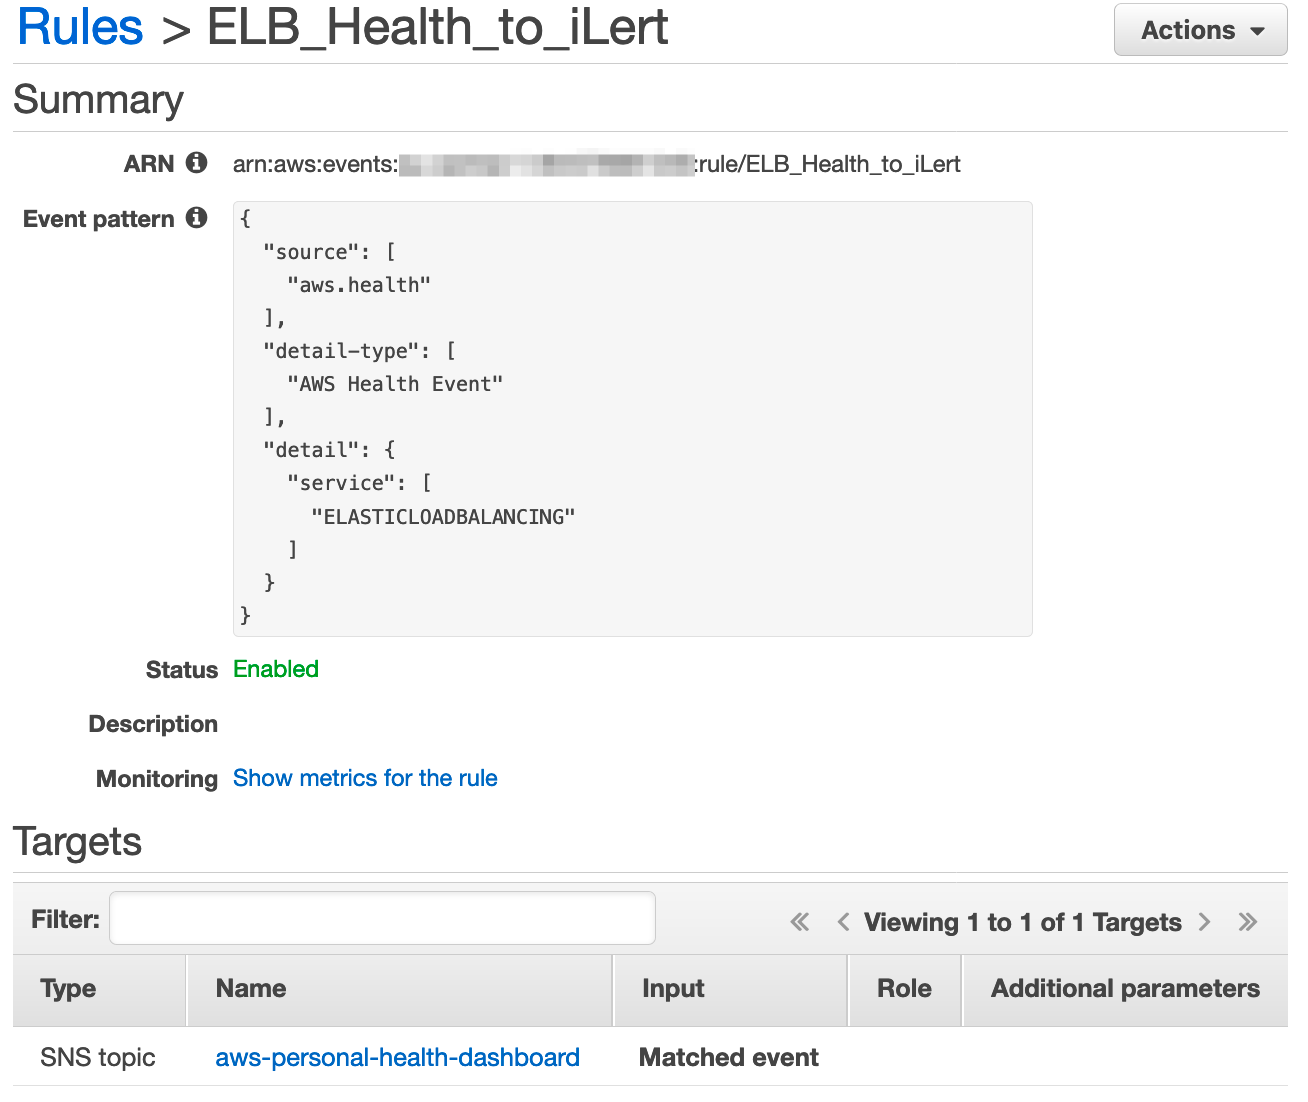 Rules > ELB_Health_to_iLert
Actions
Summary
ARN arn:aws:events: :rule/ELB_Health_to_iLert
Event pattern {
"source": [
"aws.health"
],
"detail-type": [
"AWS Health Event"
],
"detail": {
"service": [
"ELASTICLOADBALANCING"
]
}
}
Status Enabled
Description
Monitoring Show metrics for the rule
Targets
Filter: « < Viewing 1 to 1 of 1 Targets > »
Type Name Input Role Additional parameters
SNS topic aws-personal-health-dashboard Matched event